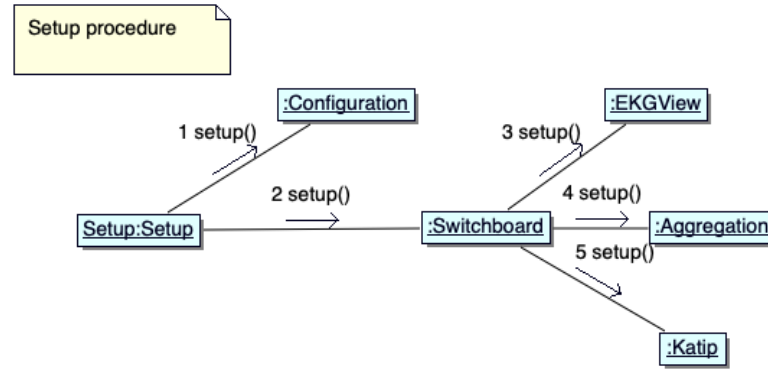 Setup procedure
:Configuration
:EKGView
1 setup()
3 setup()
2 setup()
4 setup()
Setup:Setup
:Switchboard
:Aggregation
5 setup()
:Katip